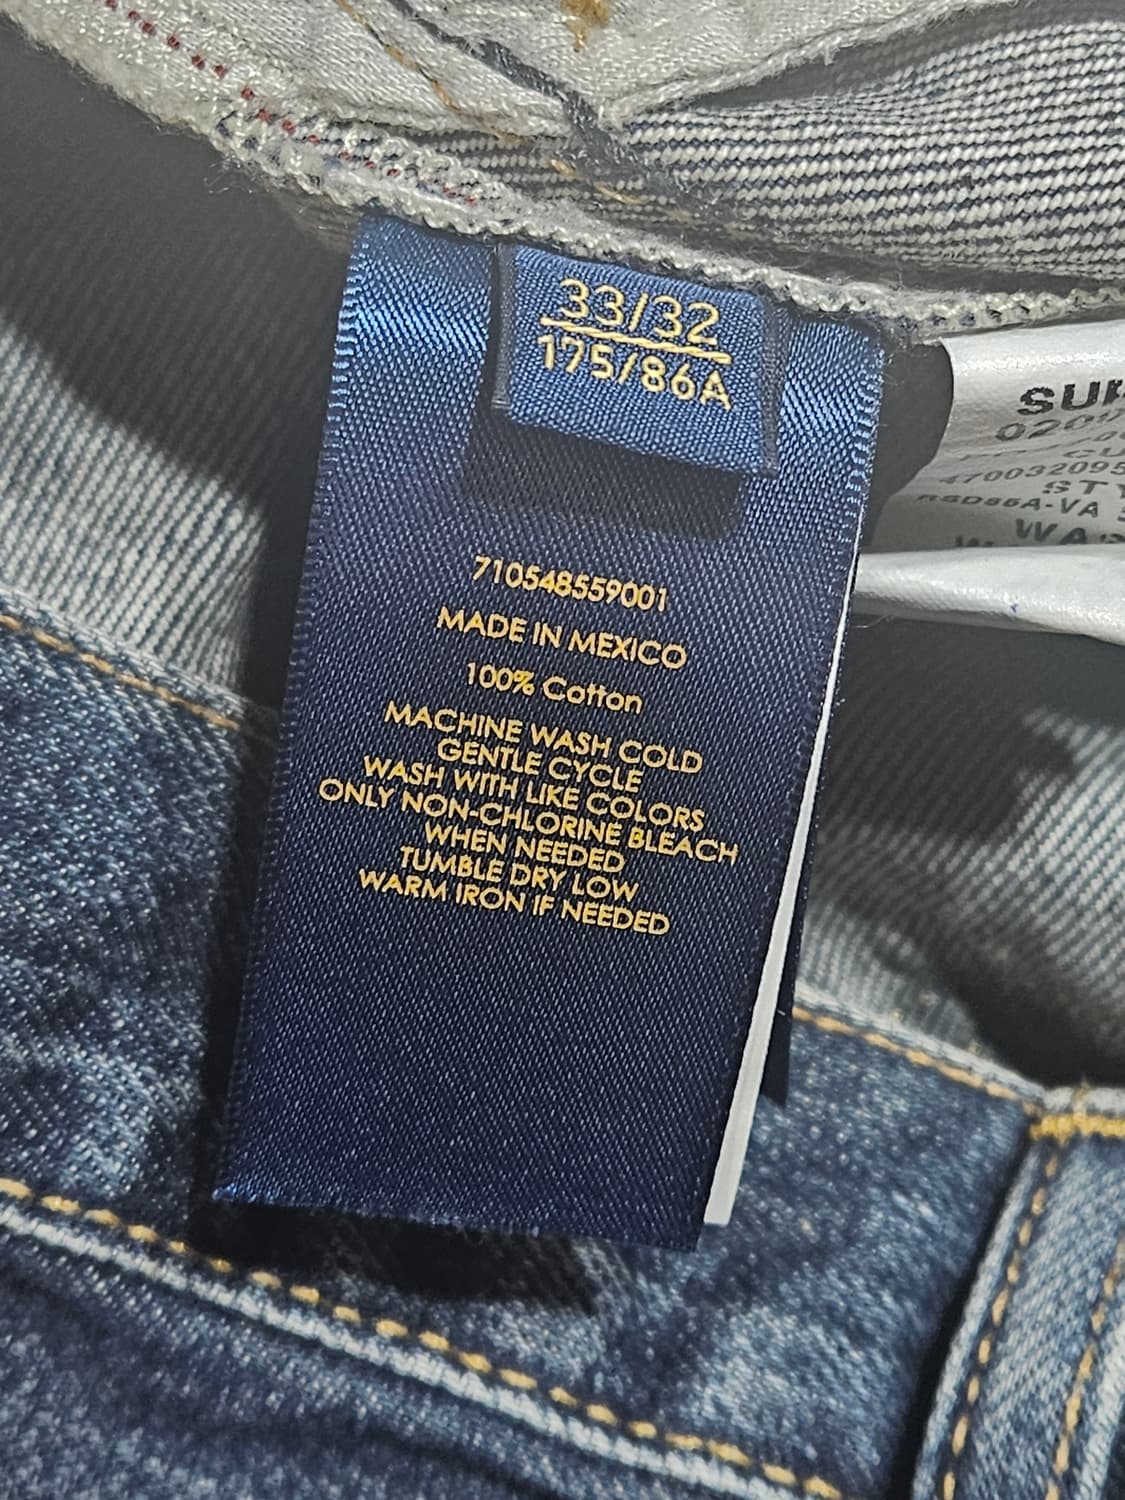 33/32
175/86A
710548559001
MADE IN MEXICO
100% Cotton
MACHINE WASH COLD
GENTLE CYCLE
WASH WITH LIKE COLORS
ONLY NON-CHLORINE BLEACH
WHEN NEEDED
TUMBLE DRY LOW
WARM IRON IF NEEDED